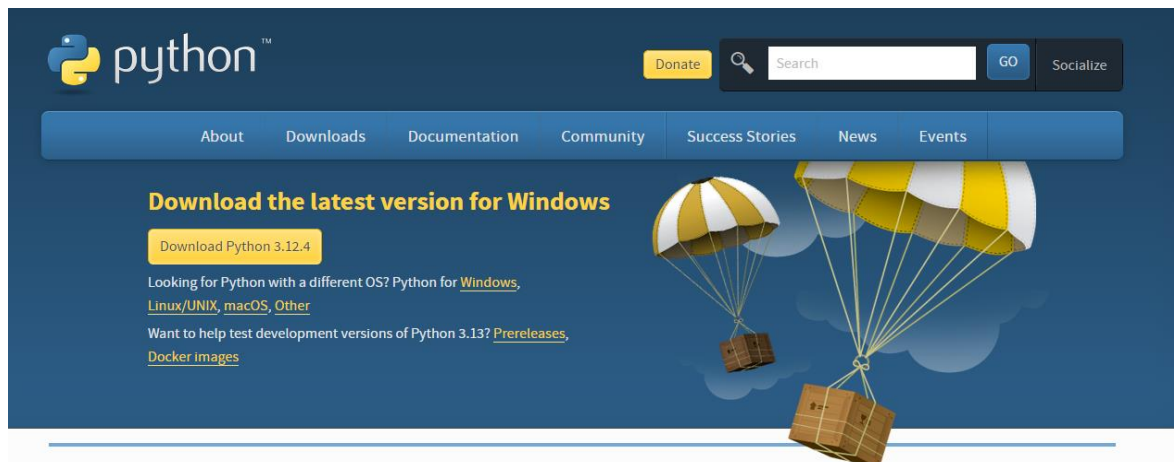 python™
Donate
Search
GO
Socialize
About Downloads Documentation Community Success Stories News Events
Download the latest version for Windows
Download Python 3.12.4
Looking for Python with a different OS? Python for Windows,
Linux/UNIX, macOS, Other
Want to help test development versions of Python 3.13? Prereleases,
Docker images